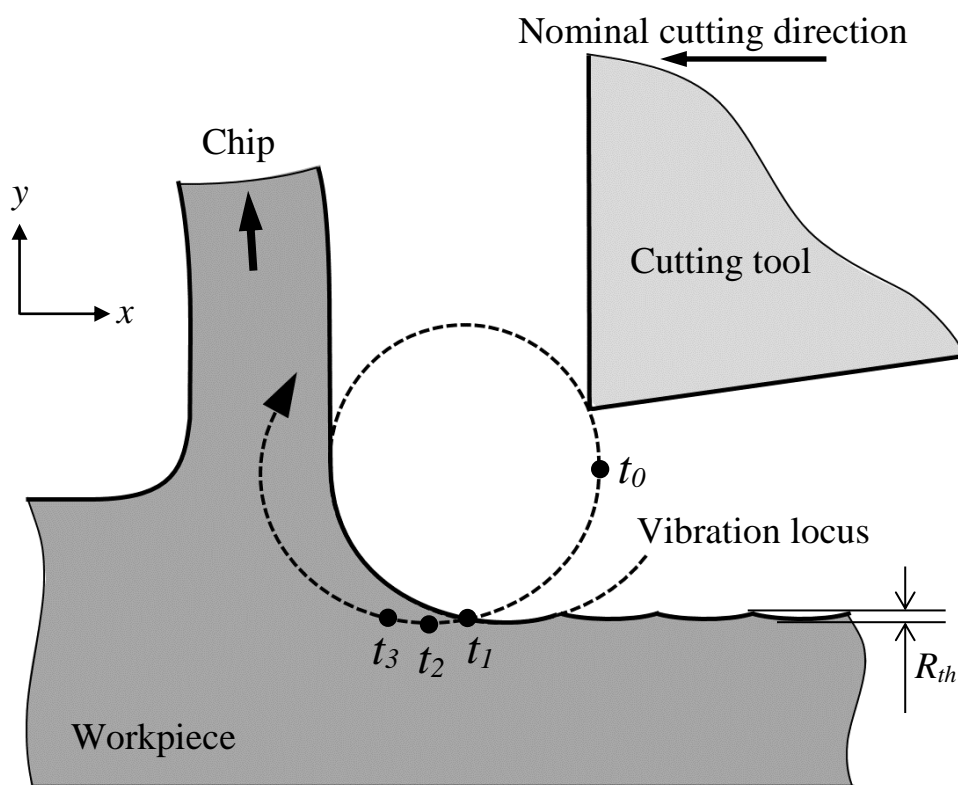 Nominal cutting direction
Chip
y
x
Cutting tool
t0
Vibration locus
t3
t2
t1
Rth
Workpiece